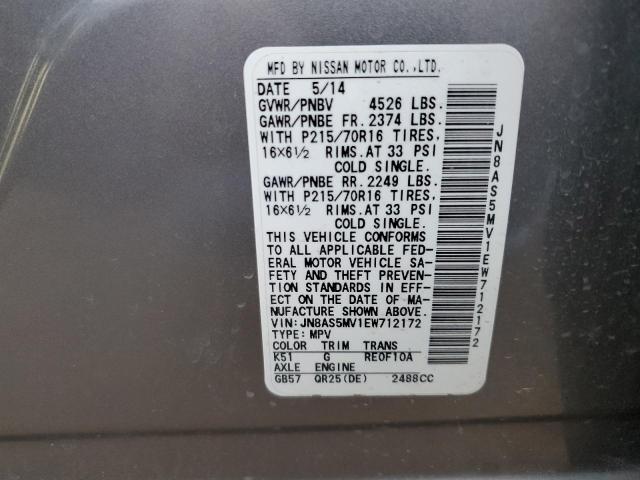 MFD BY NISSAN MOTOR CO.,LTD.
DATE 5/14
GVWR/PNBV 4526 LBS.
GAWR/PNBE FR. 2374 LBS.
WITH P215/70R16 TIRES,
16×6½ RIMS. AT 33 PSI
COLD SINGLE.
GAWR/PNBE RR. 2249 LBS.
WITH P215/70R16 TIRES,
16×6½ RIMS. AT 33 PSI
COLD SINGLE.
THIS VEHICLE CONFORMS
TO ALL APPLICABLE FED-
ERAL MOTOR VEHICLE SA-
FETY AND THEFT PREVEN-
TION STANDARDS IN EFF-
ECT ON THE DATE OF MA-
NUFACTURE SHOWN ABOVE.
VIN: JN8AS5MV1EW712172
TYPE: MPV
COLOR TRIM TRANS
K51 G RE0F10A
AXLE ENGINE
GB57 QR25(DE) 2488CC
JN8AS5MV1EW712172